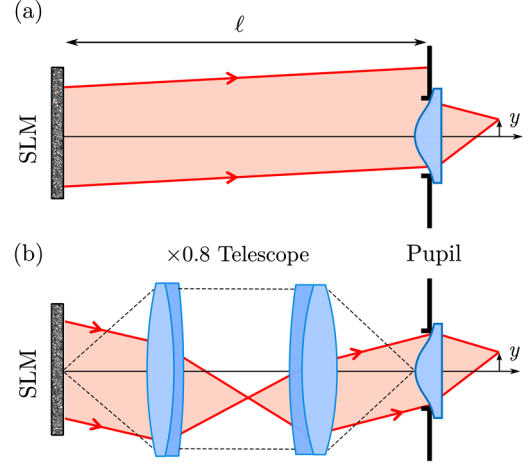 (a)
ℓ
SLM
y
(b)
×0.8 Telescope
Pupil
SLM
y